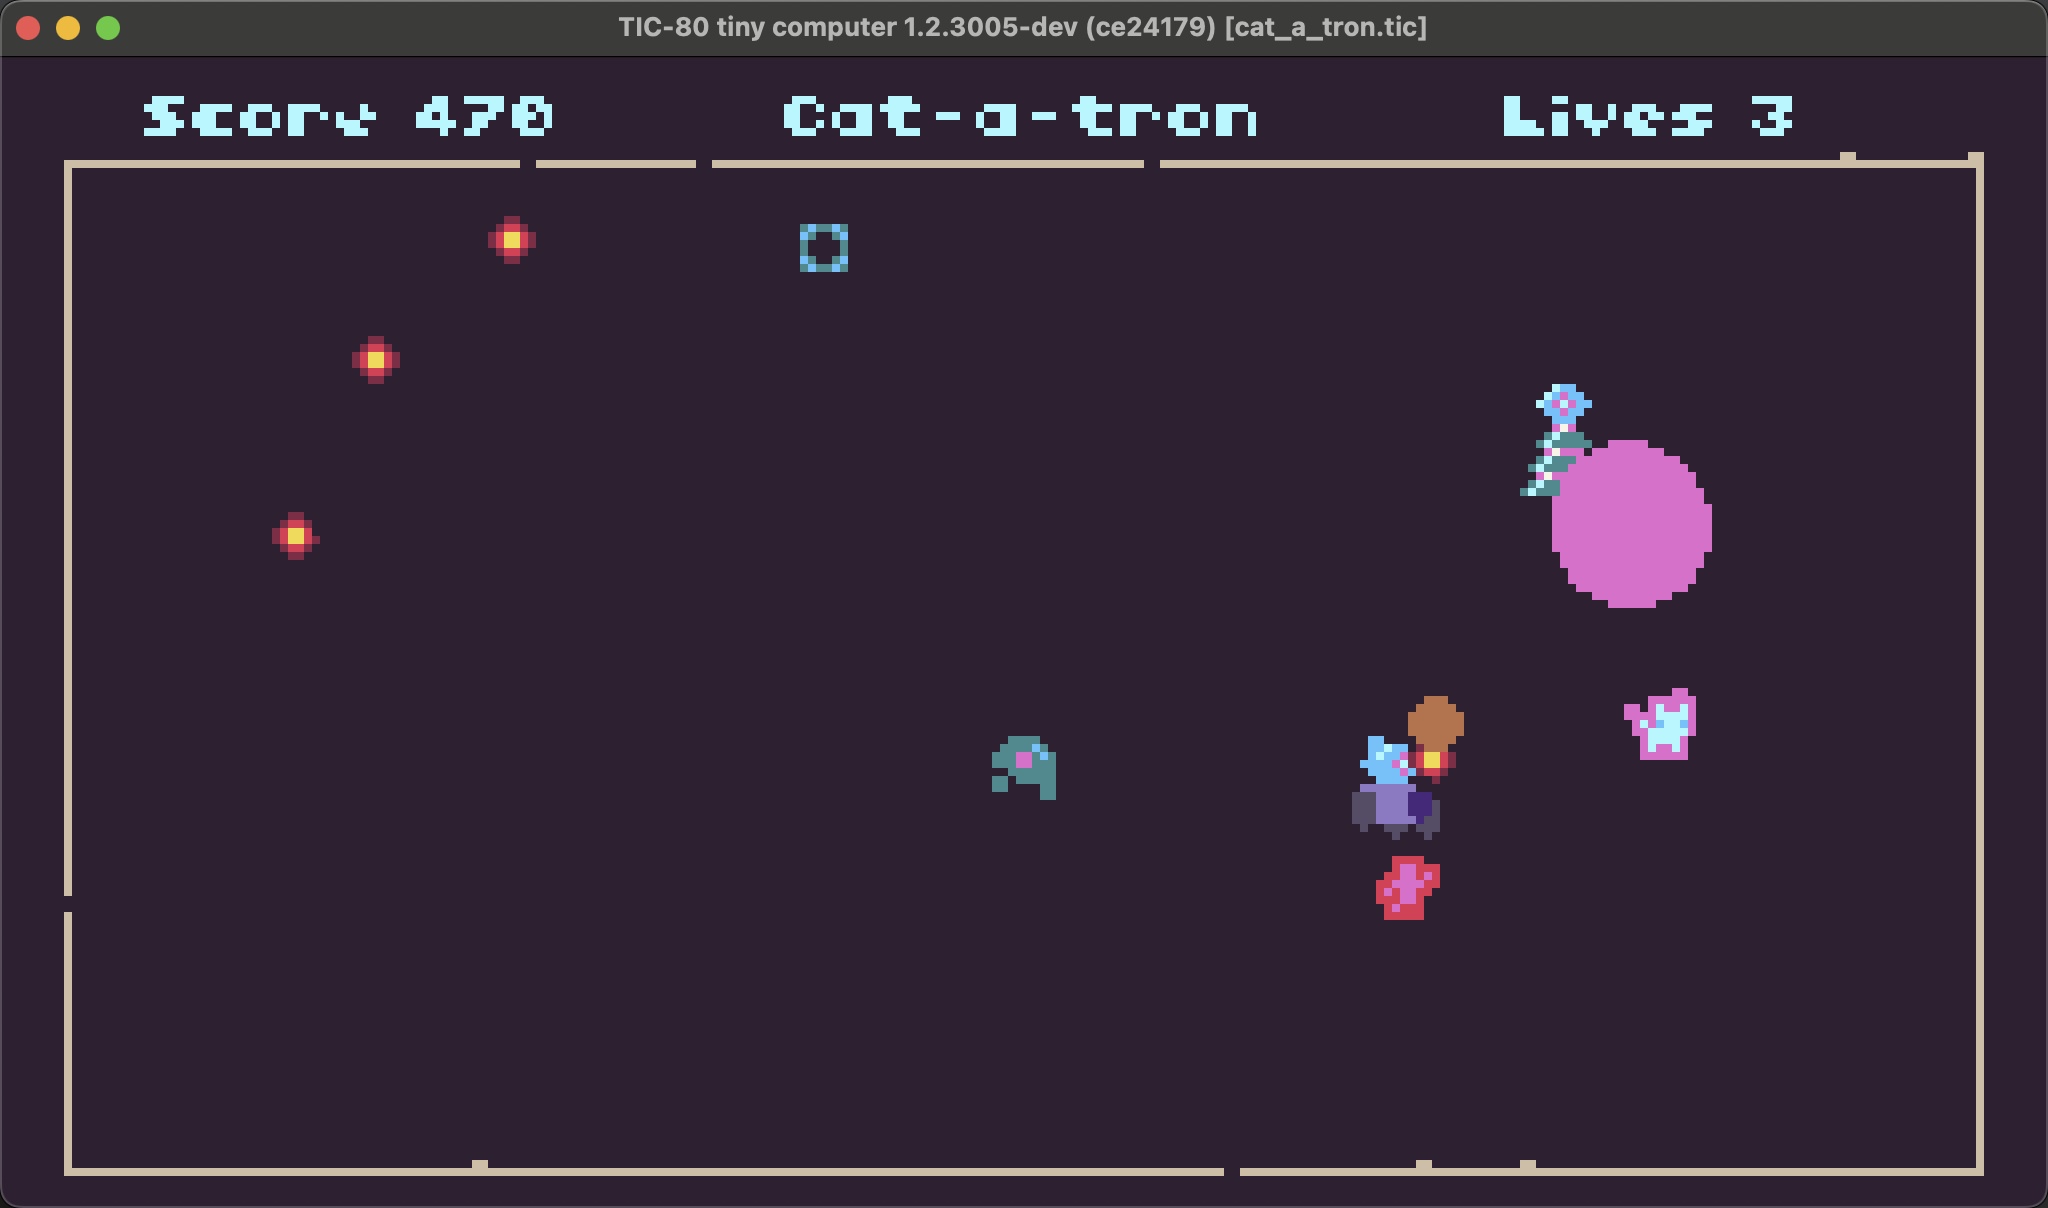 TIC-80 tiny computer 1.2.3005-dev (ce24179) [cat_a_tron.tic]
Score 470 Cat-a-tron Lives 3